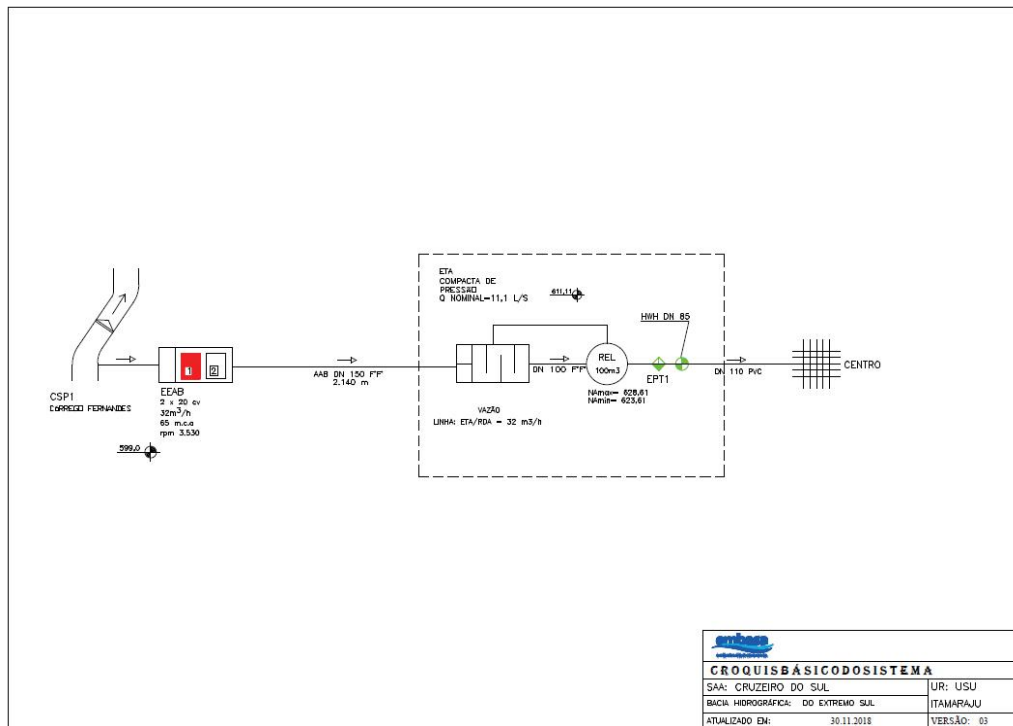 ETA
COMPACTA DE
PRESSÃO
Q NOMINAL=11,1 L/S
611,11
HWH DN 85
CSP1
CORREGO FERNANDES
1
2
EEAB
2 x 20 cv
32m³/h
65 m.c.a
rpm 3.530
599,0
AAB DN 150 FºFº
2.140 m
DN 100 FºFº
REL
100m3
NAmax= 628,61
NAmin= 623,61
EPT1
DN 110 PVC
CENTRO
VAZÃO
LINHA: ETA/RDA = 32 m3/h
embasa
CROQUISBÁSICODOSISTEMA
SAA: CRUZEIRO DO SUL
UR: USU
BACIA HIDROGRÁFICA: DO EXTREMO SUL
ITAMARAJU
ATUALIZADO EM: 30.11.2018
VERSÃO: 03